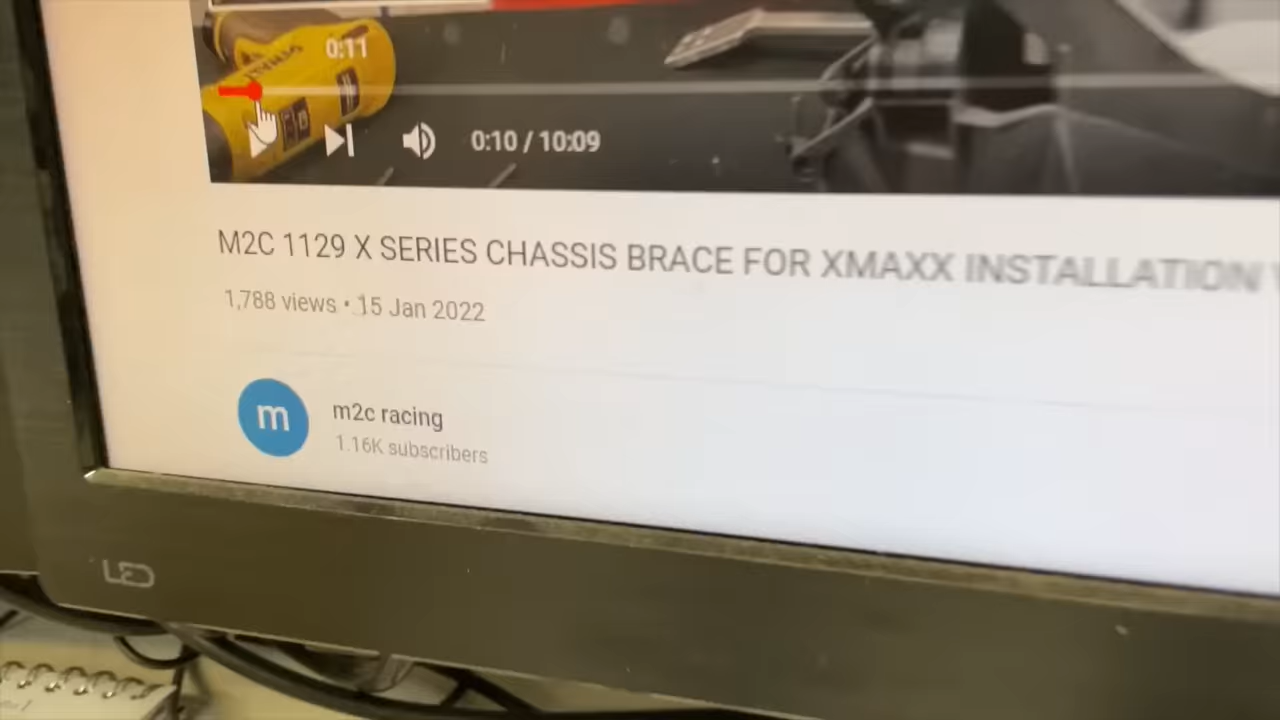 0:11
0:10 / 10:09
M2C 1129 X SERIES CHASSIS BRACE FOR XMAXX INSTALLATION
1,788 views • 15 Jan 2022
m
m2c racing
1.16K subscribers
LED